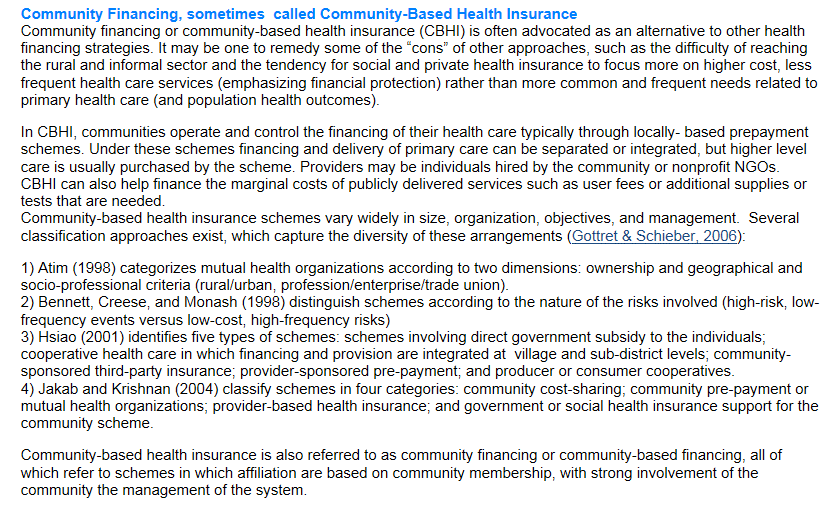 Community Financing, sometimes  called Community-Based Health Insurance
Community financing or community-based health insurance (CBHI) is often advocated as an alternative to other health
financing strategies. It may be one to remedy some of the “cons” of other approaches, such as the difficulty of reaching
the rural and informal sector and the tendency for social and private health insurance to focus more on higher cost, less
frequent health care services (emphasizing financial protection) rather than more common and frequent needs related to
primary health care (and population health outcomes).

In CBHI, communities operate and control the financing of their health care typically through locally- based prepayment
schemes. Under these schemes financing and delivery of primary care can be separated or integrated, but higher level
care is usually purchased by the scheme. Providers may be individuals hired by the community or nonprofit NGOs.
CBHI can also help finance the marginal costs of publicly delivered services such as user fees or additional supplies or
tests that are needed.
Community-based health insurance schemes vary widely in size, organization, objectives, and management.  Several
classification approaches exist, which capture the diversity of these arrangements (Gottret & Schieber, 2006):

1) Atim (1998) categorizes mutual health organizations according to two dimensions: ownership and geographical and
socio-professional criteria (rural/urban, profession/enterprise/trade union).
2) Bennett, Creese, and Monash (1998) distinguish schemes according to the nature of the risks involved (high-risk, low-
frequency events versus low-cost, high-frequency risks)
3) Hsiao (2001) identifies five types of schemes: schemes involving direct government subsidy to the individuals;
cooperative health care in which financing and provision are integrated at  village and sub-district levels; community-
sponsored third-party insurance; provider-sponsored pre-payment; and producer or consumer cooperatives.
4) Jakab and Krishnan (2004) classify schemes in four categories: community cost-sharing; community pre-payment or
mutual health organizations; provider-based health insurance; and government or social health insurance support for the
community scheme.

Community-based health insurance is also referred to as community financing or community-based financing, all of
which refer to schemes in which affiliation are based on community membership, with strong involvement of the
community the management of the system.